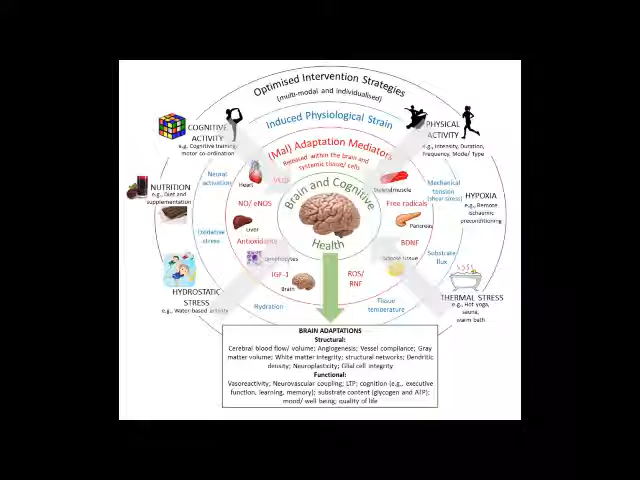 Optimised Intervention Strategies
(multi-modal and individualised)
Induced Physiological Strain
(Mal) Adaptation Mediators
Released within the brain and
systemic tissue/ cells
Brain and Cognitive
Health
COGNITIVE
ACTIVITY
e.g, Cognitive training,
motor co-ordination
PHYSICAL
ACTIVITY
e.g., Intensity, Duration,
Frequency, Mode/ Type
NUTRITION
e.g., Diet and
supplementation
HYPOXIA
e.g., Remote
ischaemic
preconditioning
HYDROSTATIC
STRESS
e.g., Water-based activity
THERMAL STRESS
e.g., Hot yoga,
sauna,
warm bath
Neural
activation
Oxidative
stress
Hydration
Mechanical
tension
(shear stress)
Substrate
flux
Tissue
temperature
VEGF
Heart
NO/ eNOS
Liver
Antioxidants
Lymphocytes
IGF-1
Brain
Skeletal muscle
Free radicals
Pancreas
BDNF
Adipose tissue
ROS/
RNF
BRAIN ADAPTATIONS
Structural:
Cerebral blood flow/ volume; Angiogenesis; Vessel compliance; Gray
matter volume; White matter integrity; structural networks; Dendritic
density; Neuroplasticity; Glial cell integrity
Functional:
Vasoreactivity; Neurovascular coupling; LTP; cognition (e.g., executive
function, learning, memory); substrate content (glycogen and ATP);
mood/ well being; quality of life